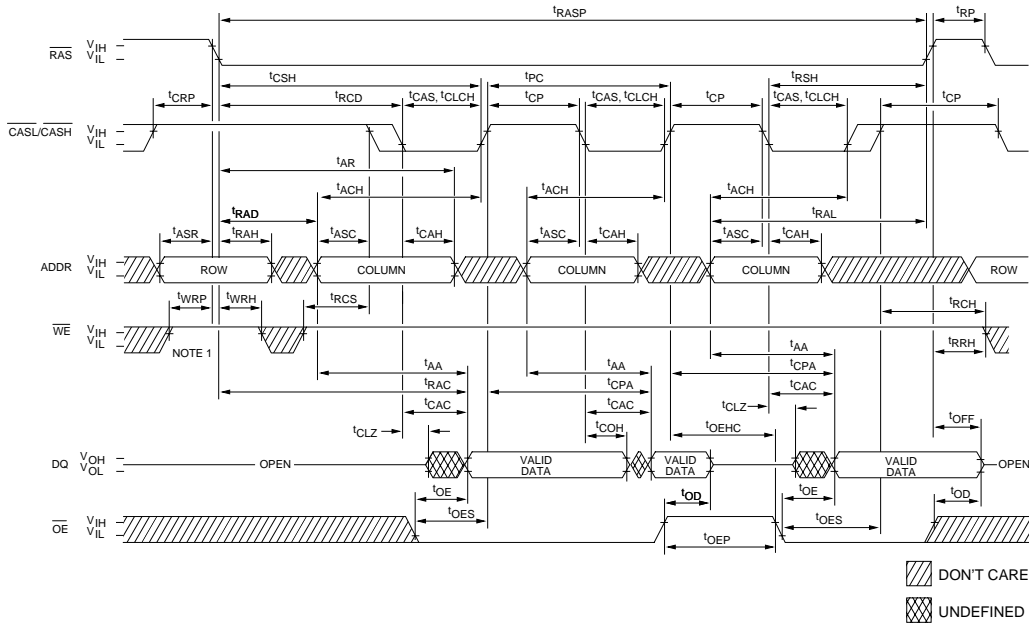 tRASP tRP
RAS VIH
VIL
tCSH tPC tRSH
tCRP tRCD tCAS, tCLCH tCP tCAS, tCLCH tCP tCAS, tCLCH tCP
CASL/CASH VIH
VIL
tAR
tACH tACH tACH
tRAD tRAL
tASR tRAH tASC tCAH tASC tCAH tASC tCAH
ADDR VIH
VIL
ROW COLUMN COLUMN COLUMN ROW
tWRP tWRH tRCS tRCH
WE VIH
VIL
NOTE 1 tRRH
tAA tAA tAA
tRAC tCPA tCPA
tCAC tCAC tCAC
tCLZ tCOH tOEHC tCLZ tOFF
DQ VOH
VOL
OPEN VALID DATA VALID DATA VALID DATA OPEN
tOE tOD tOE tOD
tOES tOES
OE VIH
VIL
tOEP
DON'T CARE
UNDEFINED